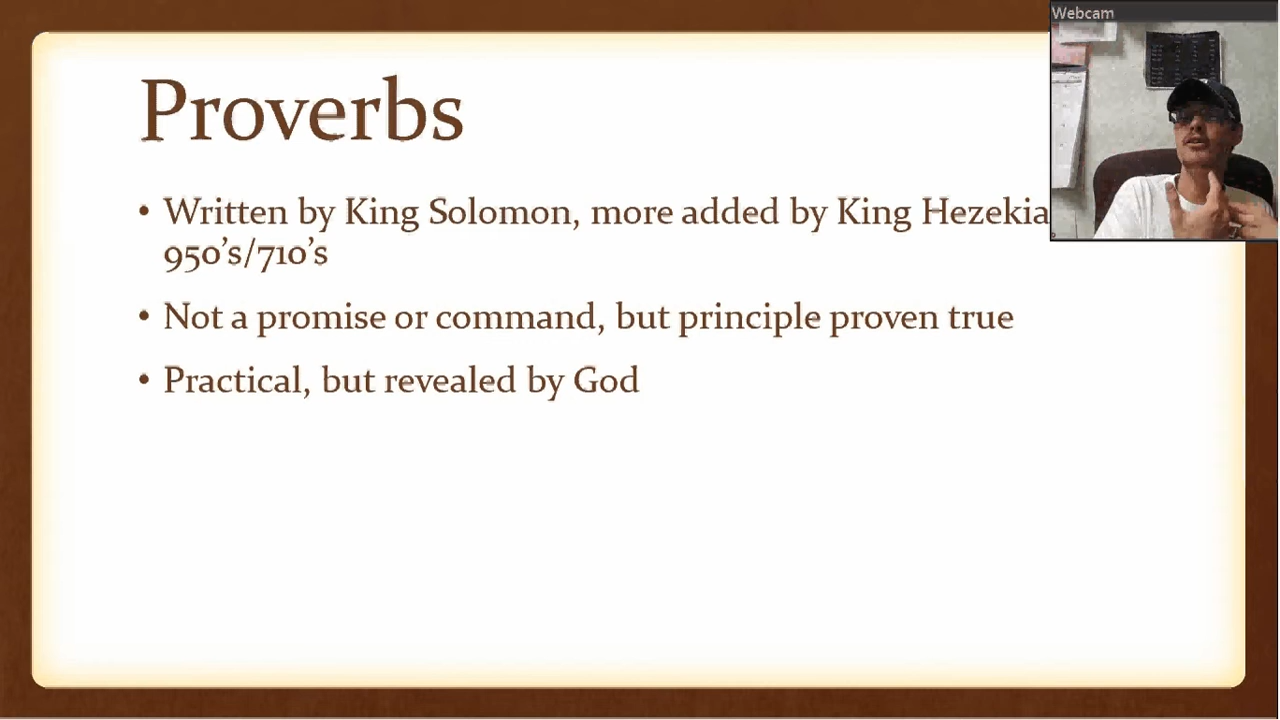 Webcam
Proverbs
• Written by King Solomon, more added by King Hezekia
950's/710's
• Not a promise or command, but principle proven true
• Practical, but revealed by God